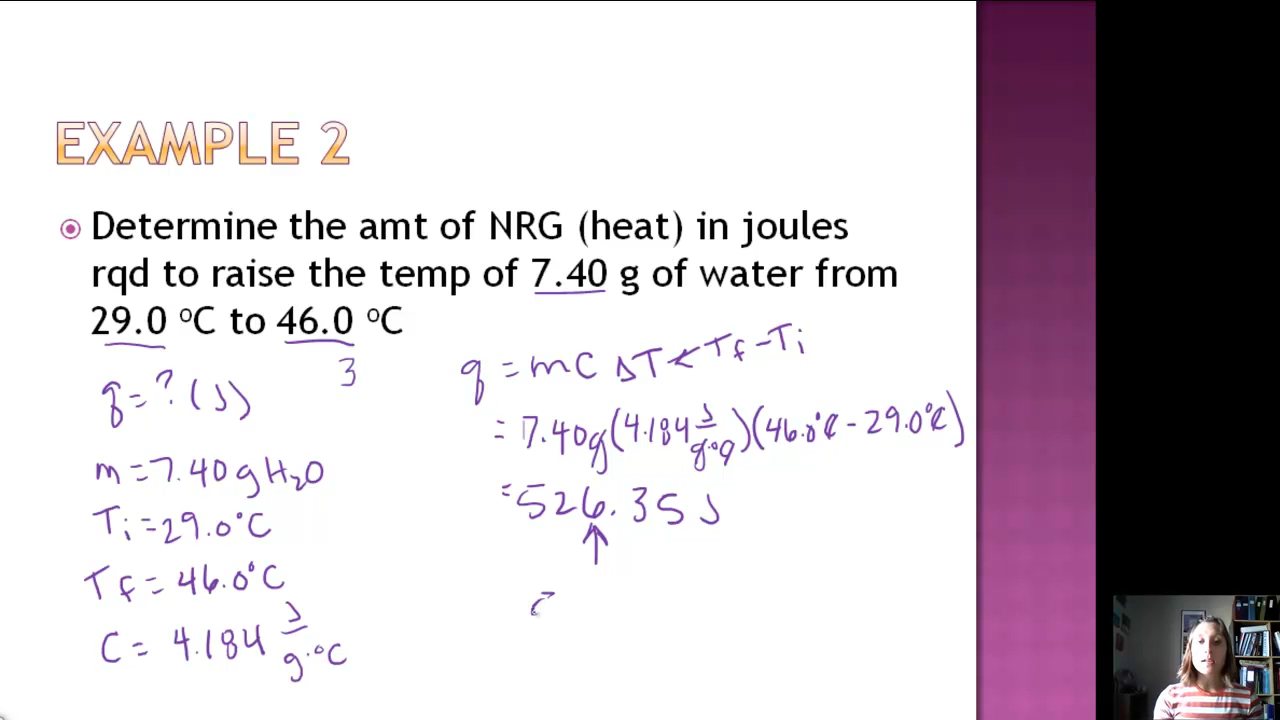 EXAMPLE 2
Determine the amt of NRG (heat) in joules
rqd to raise the temp of 7.40 g of water from
29.0 °C to 46.0 °C
3
q = ? (J)
m = 7.40 g H₂O
Ti = 29.0°C
Tf = 46.0°C
C = 4.184 J/g·°C
q = mC ΔT ← Tf - Ti
= 7.40g(4.184 J/g·°g)(46.0°C - 29.0°C)
= 526.35 J
↑